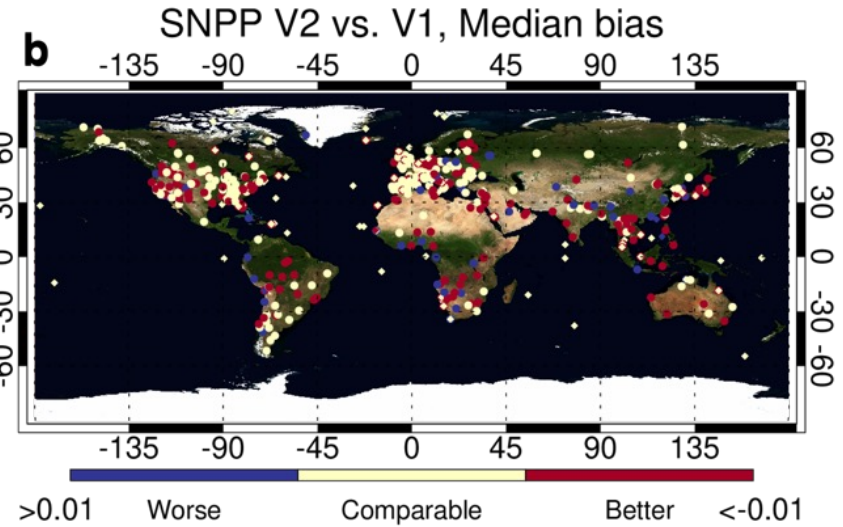 SNPP V2 vs. V1, Median bias
b
-135 -90 -45 0 45 90 135
60 60
30 30
0 0
-30 -30
-60 -60
-135 -90 -45 0 45 90 135
>0.01 Worse Comparable Better <-0.01